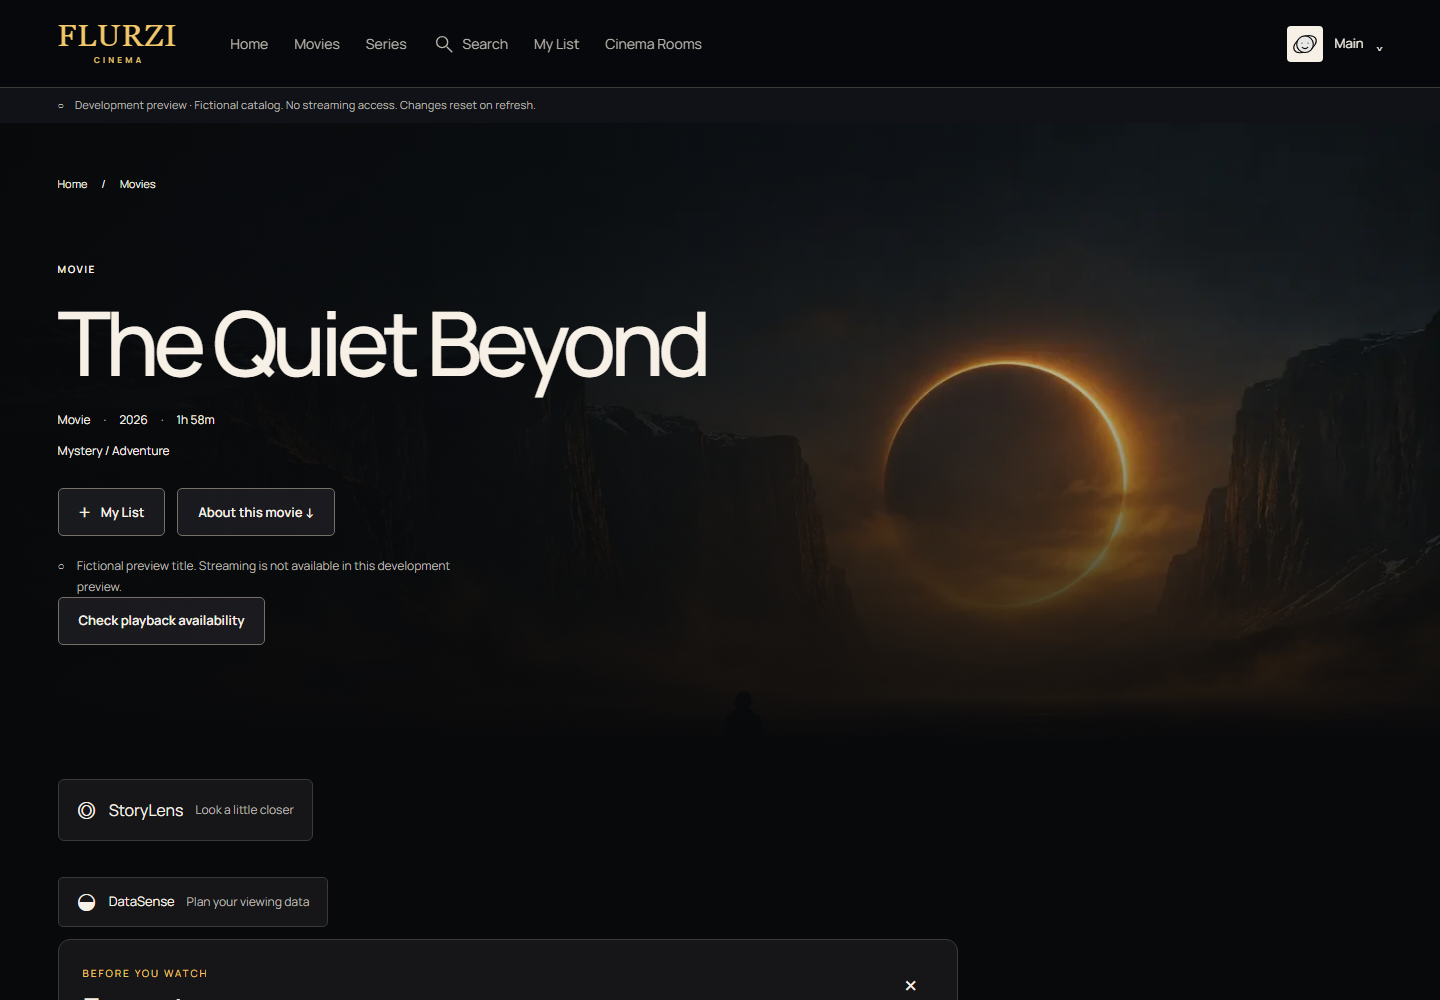 FLURZI
CINEMA
Home
Movies
Series
Search
My List
Cinema Rooms
Main
Development preview · Fictional catalog. No streaming access. Changes reset on refresh.
Home / Movies
MOVIE
The Quiet Beyond
Movie · 2026 · 1h 58m
Mystery / Adventure
+ My List
About this movie ↓
Fictional preview title. Streaming is not available in this development
preview.
Check playback availability
StoryLens Look a little closer
DataSense Plan your viewing data
BEFORE YOU WATCH
×